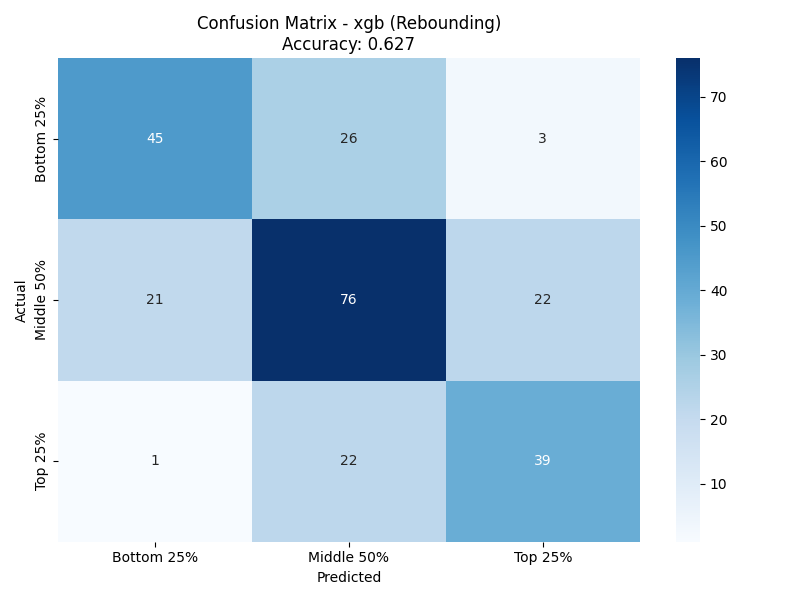 Confusion Matrix - xgb (Rebounding)
Accuracy: 0.627
Actual
Bottom 25%
45
26
3
Middle 50%
21
76
22
Top 25%
1
22
39
Bottom 25%
Middle 50%
Top 25%
Predicted
70
60
50
40
30
20
10